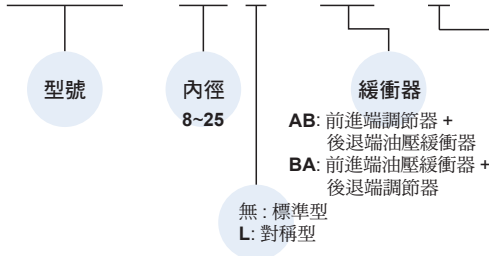 型號
內徑
8~25
緩衝器
AB: 前進端調節器 +
後退端油壓緩衝器
BA: 前進端油壓緩衝器 +
後退端調節器
無 : 標準型
L: 對稱型